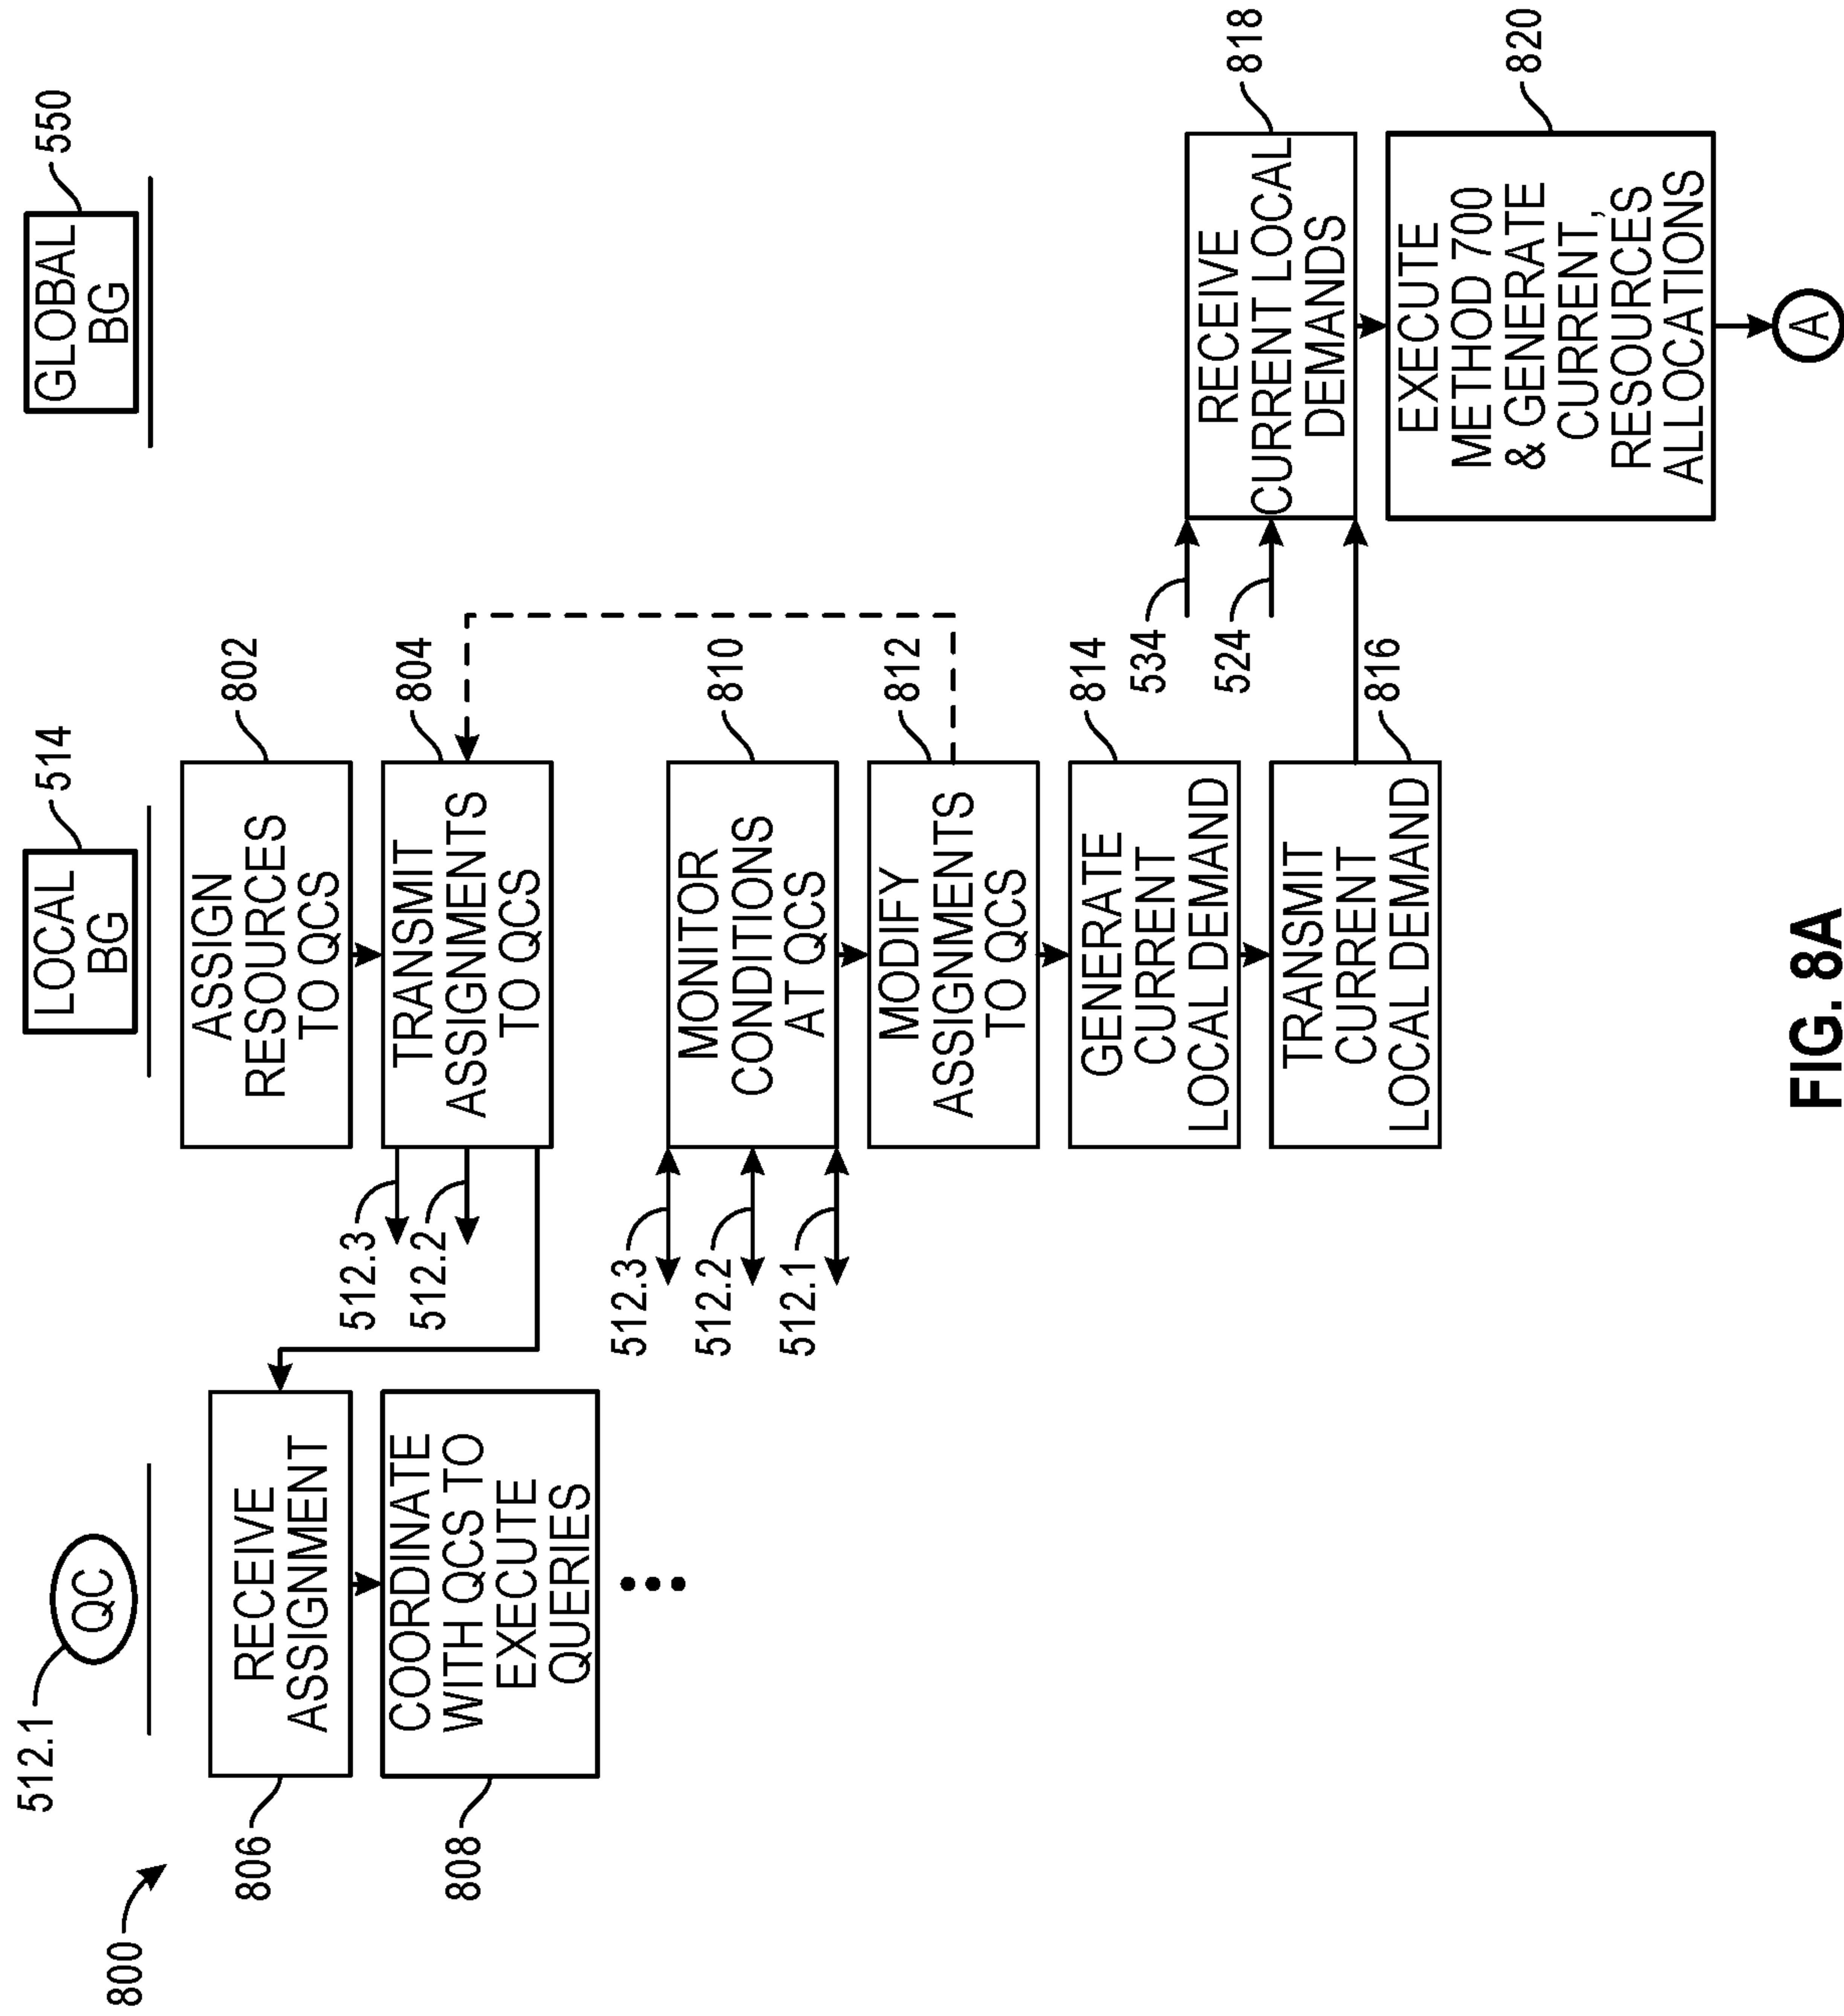 800
512.1
QC
806
RECEIVE
ASSIGNMENT
808
COORDINATE
WITH QCS TO
EXECUTE
QUERIES
LOCAL
BG
514
ASSIGN
RESOURCES
TO QCS
802
TRANSMIT
ASSIGNMENTS
TO QCS
804
512.3
512.2
MONITOR
CONDITIONS
AT QCS
810
512.3
512.2
512.1
MODIFY
ASSIGNMENTS
TO QCS
812
GENERATE
CURRENT
LOCAL DEMAND
814
TRANSMIT
CURRENT
LOCAL DEMAND
816
GLOBAL
BG
550
534
524
RECEIVE
CURRENT LOCAL
DEMANDS
818
EXECUTE
METHOD 700
& GENERATE
CURRENT,
RESOURCES
ALLOCATIONS
820
A
FIG. 8A